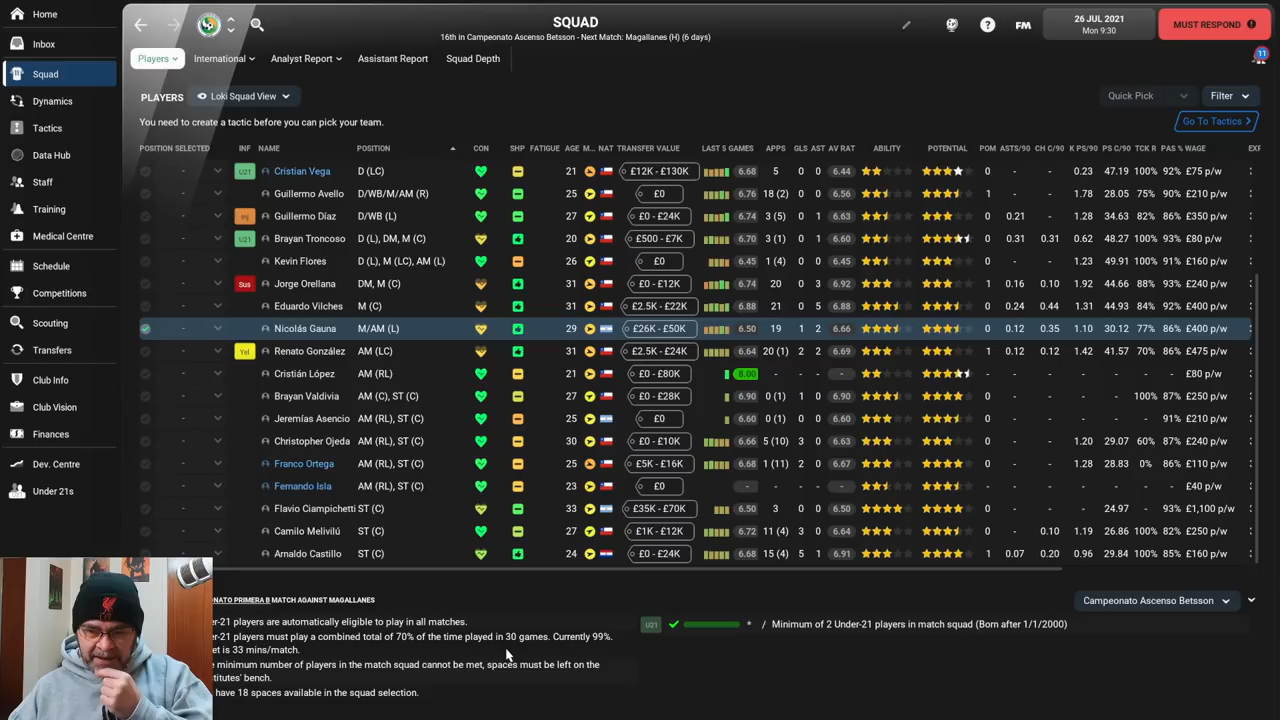 Home
SQUAD
16th in Campeonato Ascenso Betsson - Next Match: Magallanes (H) (6 days)
FM
26 JUL 2021
Mon 9:30
MUST RESPOND
11
Inbox
Squad
Dynamics
Tactics
Data Hub
Staff
Training
Medical Centre
Schedule
Competitions
Scouting
Transfers
Club Info
Club Vision
Finances
Dev. Centre
Under 21s
Players International Analyst Report Assistant Report Squad Depth
PLAYERS Loki Squad View Quick Pick Filter
You need to create a tactic before you can pick your team. Go To Tactics >
POSITION SELECTED INF NAME POSITION CON SHP FATIGUE AGE M... NAT TRANSFER VALUE LAST 5 GAMES APPS GLS AST AV RAT ABILITY POTENTIAL POM ASTS/90 CH C/90 K PS/90 PS C/90 TCK R PAS % WAGE
- U21 Cristian Vega D (LC) 21 £12K - £130K 6.68 5 0 0 6.44 0 - - 0.23 47.19 100% 92% £75 p/w
- Guillermo Avello D/WB/M/AM (R) 25 £0 6.76 18 (2) 0 0 6.56 1 - - 1.78 28.05 75% 90% £210 p/w
- Inj Guillermo Díaz D/WB (L) 27 £0 - £24K 6.74 3 (5) 0 1 6.63 0 0.21 - 1.28 34.63 82% 86% £350 p/w
- U21 Brayan Troncoso D (L), DM, M (C) 20 £500 - £7K 6.70 3 (1) 0 1 6.60 0 0.31 0.31 0.62 48.27 100% 93% £80 p/w
- Kevin Flores D (L), M (LC), AM (L) 26 £0 6.45 1 (4) 0 0 6.45 0 - - 1.23 49.91 100% 91% £160 p/w
- Sus Jorge Orellana DM, M (C) 31 £0 - £12K 6.74 20 0 3 6.92 1 0.16 0.10 1.92 44.66 88% 93% £240 p/w
- Eduardo Vilches M (C) 31 £2.5K - £22K 6.88 21 0 5 6.88 0 0.24 0.44 1.31 44.93 84% 92% £400 p/w
- Nicolás Gauna M/AM (L) 29 £26K - £50K 6.50 19 1 2 6.66 0 0.12 0.35 1.10 30.12 77% 86% £400 p/w
- Yel Renato González AM (LC) 31 £2.5K - £24K 6.64 20 (1) 2 2 6.69 1 0.12 0.12 1.42 41.57 70% 86% £475 p/w
- Cristián López AM (RL) 21 £0 - £80K 8.00 - - - - - - - - - - £80 p/w
- Brayan Valdivia AM (C), ST (C) 27 £0 - £28K 6.90 0 (1) 0 0 6.90 0 - - - - 100% 87% £250 p/w
- Jeremías Asencio AM (RL), ST (C) 25 £0 6.60 0 (1) 0 0 6.60 0 - - - - - 91% £210 p/w
- Christopher Ojeda AM (RL), ST (C) 30 £0 - £10K 6.66 5 (10) 3 0 6.63 0 - - 1.20 29.07 60% 87% £240 p/w
- Franco Ortega AM (RL), ST (C) 25 £5K - £16K 6.68 1 (11) 2 0 6.67 0 - - 1.28 28.83 0% 86% £110 p/w
- Fernando Isla AM (RL), ST (C) 23 £0 - - - - - - - - - - - £40 p/w
- Flavio Ciampichetti ST (C) 33 £35K - £70K 6.50 3 0 0 6.50 0 - - - 24.97 - 93% £1,100 p/w
- Camilo Melivilú ST (C) 27 £1K - £12K 6.72 11 (4) 3 0 6.64 0 - 0.10 1.19 26.86 82% 85% £250 p/w
- Arnaldo Castillo ST (C) 24 £0 - £24K 6.68 15 (4) 5 1 6.91 1 0.07 0.20 0.96 29.84 100% 85% £160 p/w
PRIMERA B MATCH AGAINST MAGALLANES
Campeonato Ascenso Betsson
players are automatically eligible to play in all matches.
players must play a combined total of 70% of the time played in 30 games. Currently 99%.
is 33 mins/match.
minimum number of players in the match squad cannot be met, spaces must be left on the
bench.
have 18 spaces available in the squad selection.
U21 * / Minimum of 2 Under-21 players in match squad (Born after 1/1/2000)